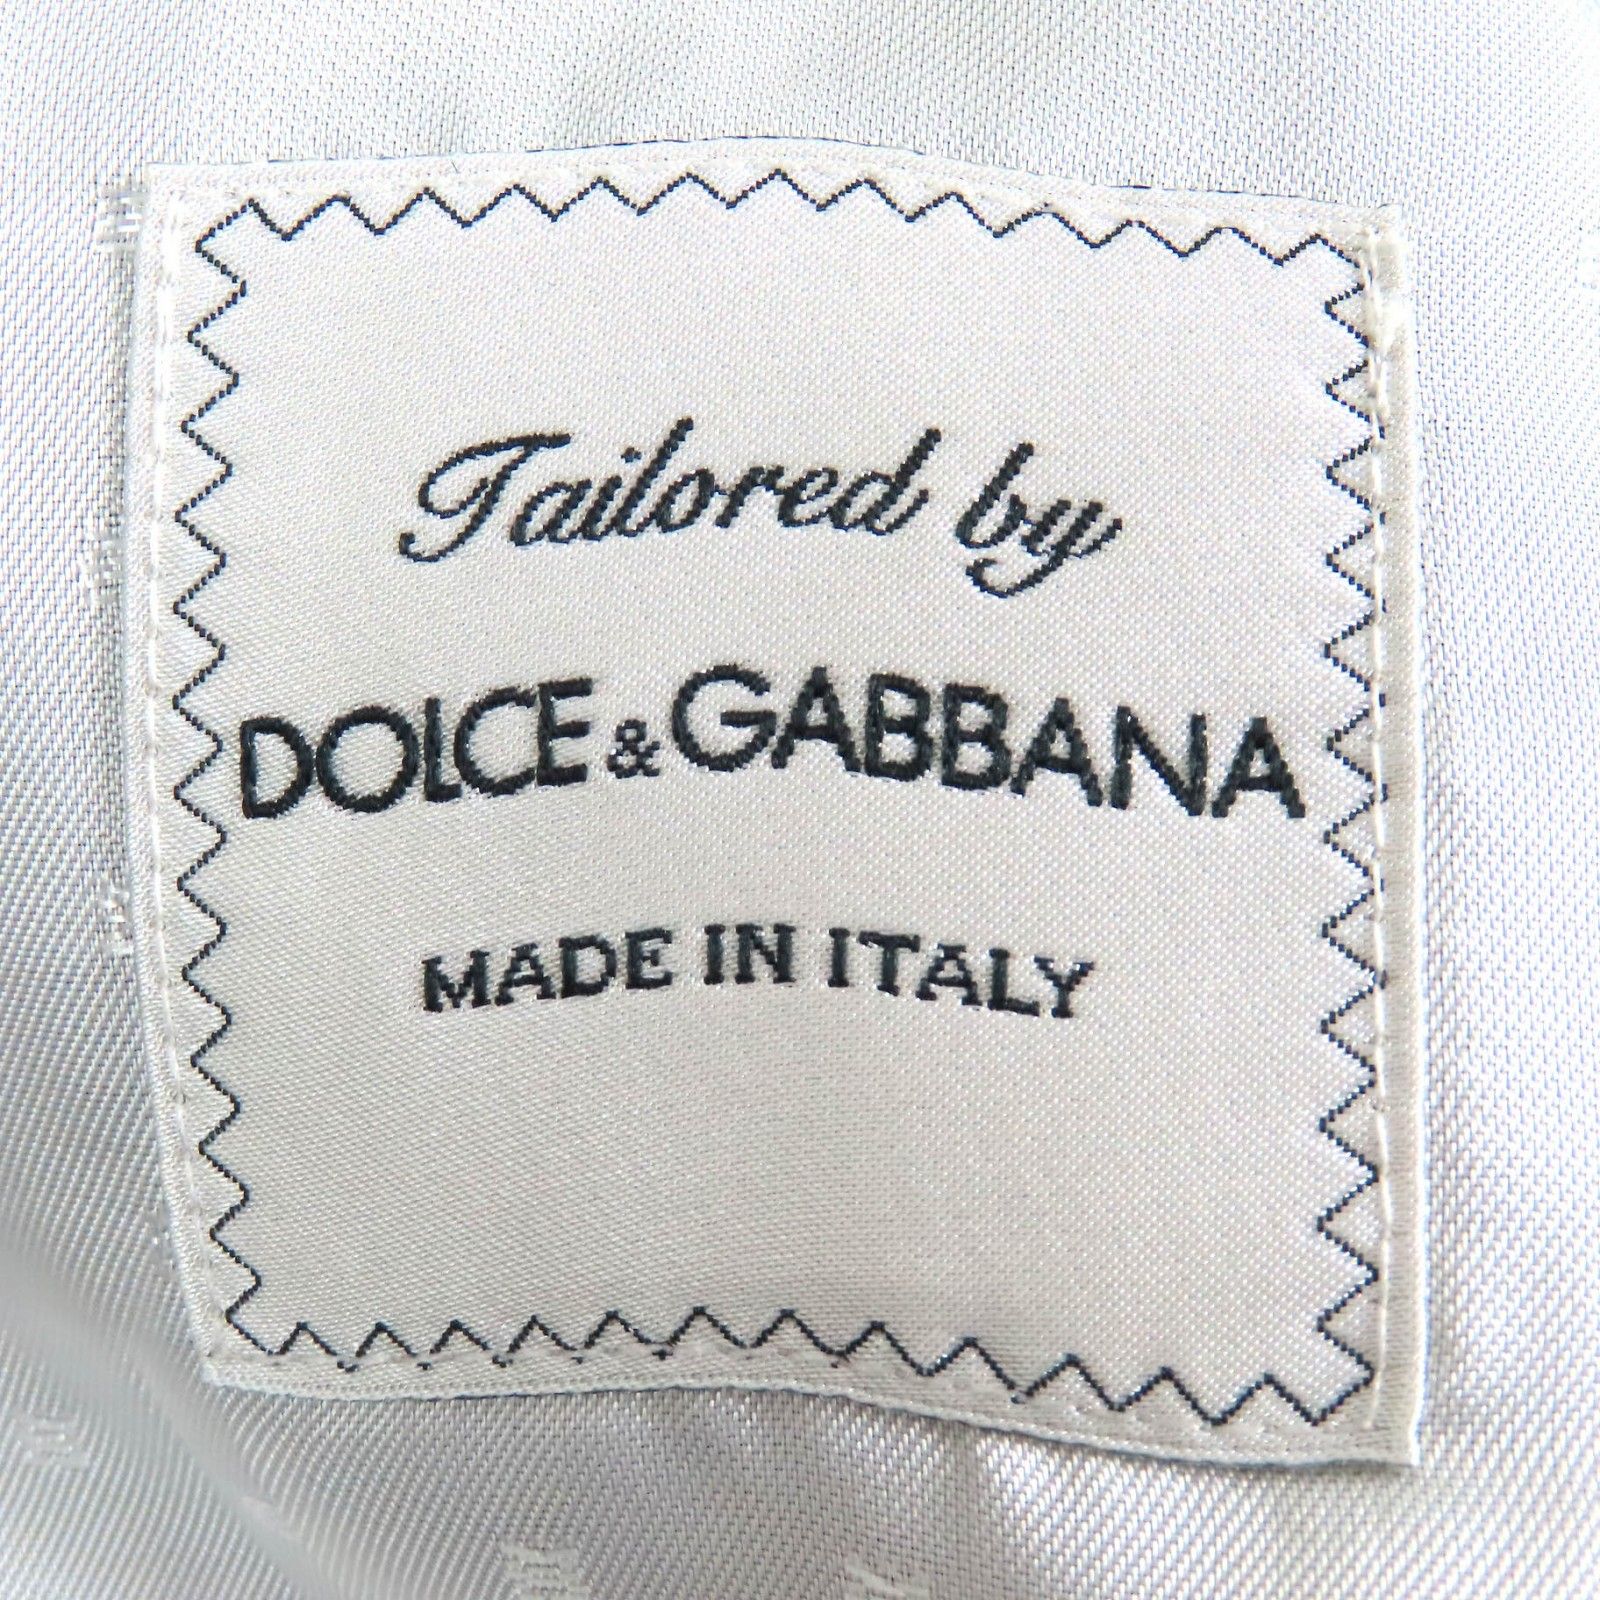 Tailored by
DOLCE & GABBANA
MADE IN ITALY